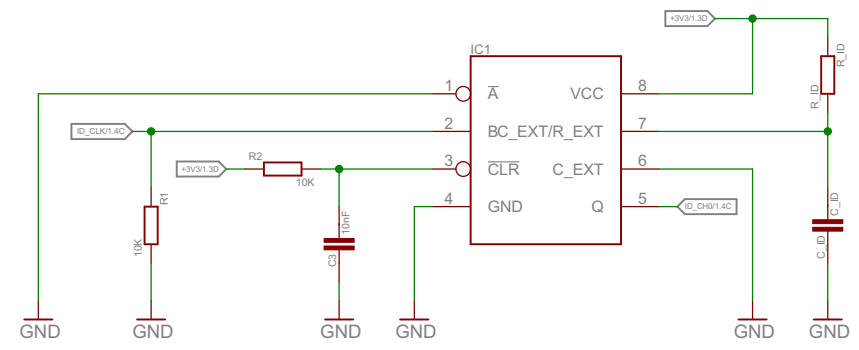 +3V3/1.3D
IC1
R_ID
R_ID
1
A
VCC
8
ID_CLK/1.4C
2
BC_EXT/R_EXT
7
R2
+3V3/1.3D
10K
3
CLR
C_EXT
6
R1
10K
10nF
C3
4
GND
Q
5
ID_CH0/1.4C
C_ID
C_ID
GND
GND
GND
GND
GND
GND